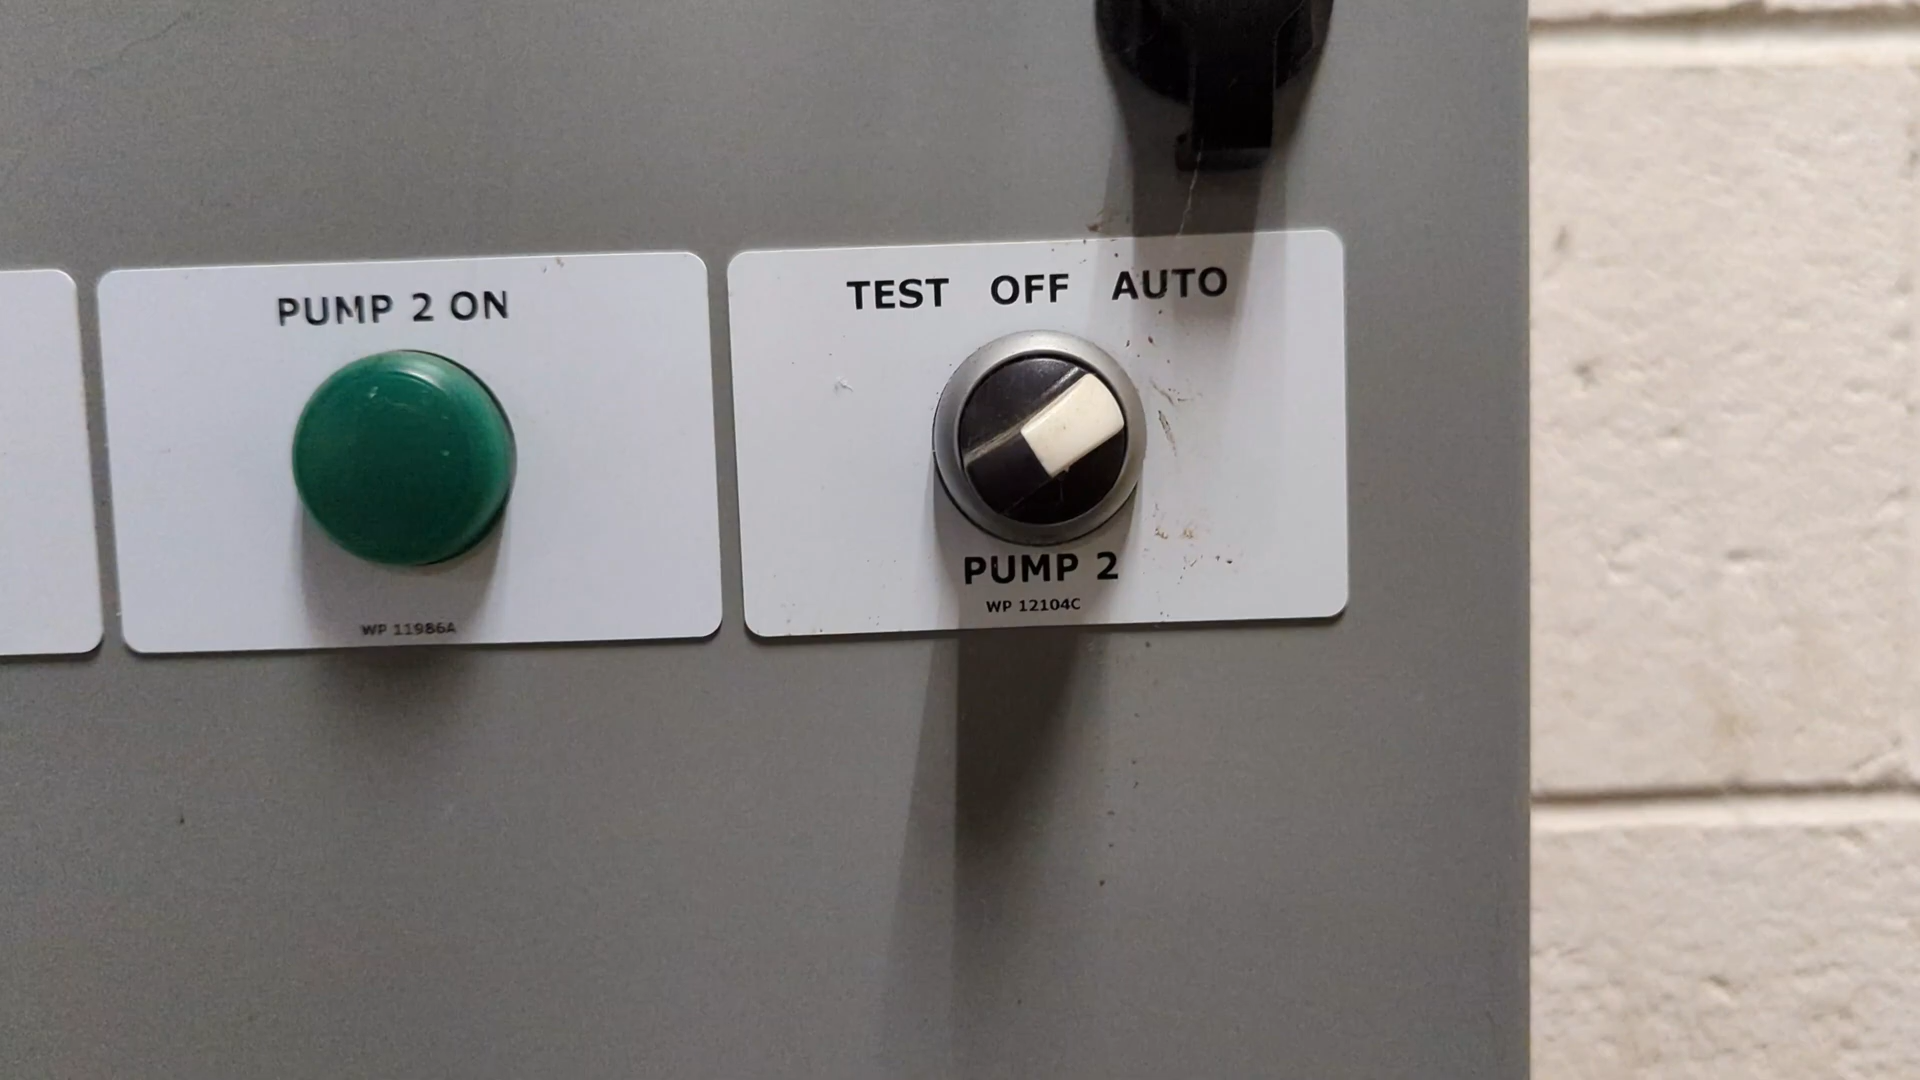 PUMP 2 ON
WP 11986A
TEST OFF AUTO
PUMP 2
WP 12104C